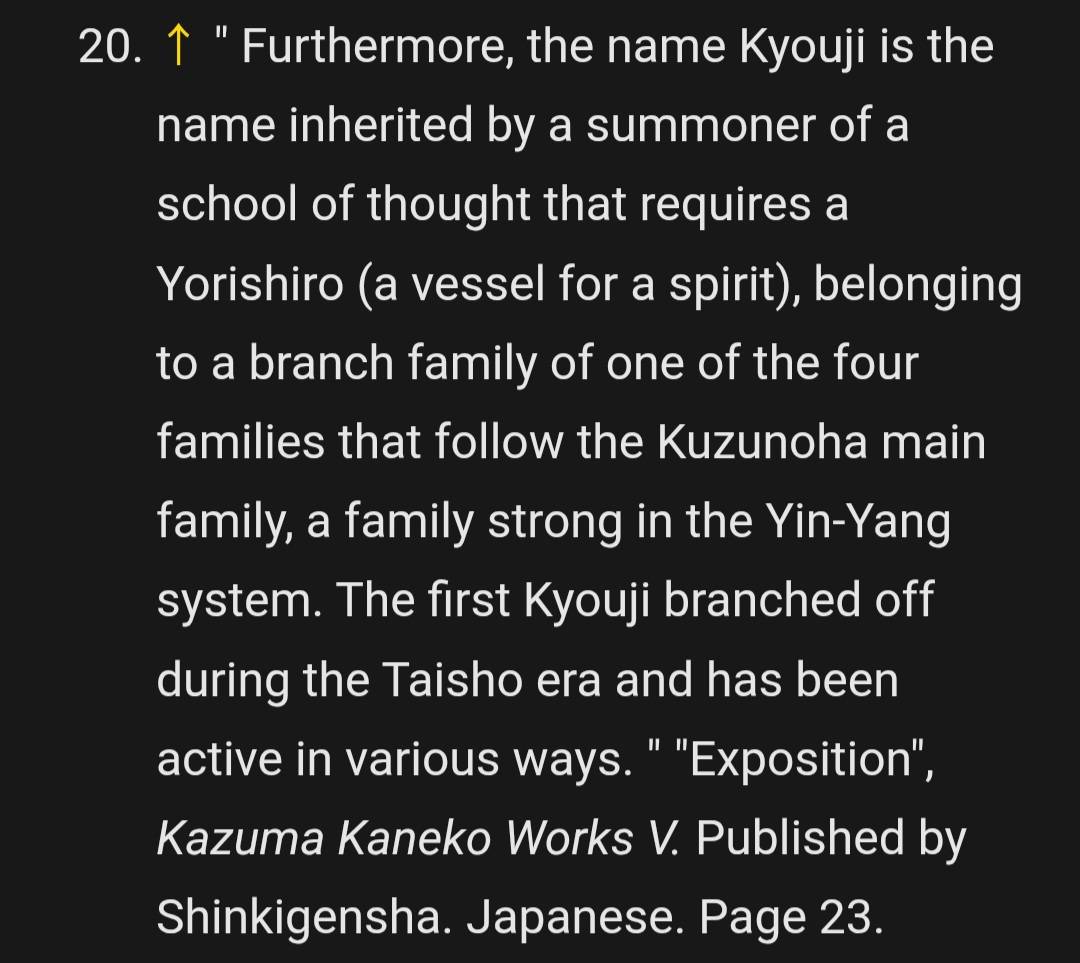 20. ↑ " Furthermore, the name Kyouji is the
name inherited by a summoner of a
school of thought that requires a
Yorishiro (a vessel for a spirit), belonging
to a branch family of one of the four
families that follow the Kuzunoha main
family, a family strong in the Yin-Yang
system. The first Kyouji branched off
during the Taisho era and has been
active in various ways. " "Exposition",
Kazuma Kaneko Works V. Published by
Shinkigensha. Japanese. Page 23.